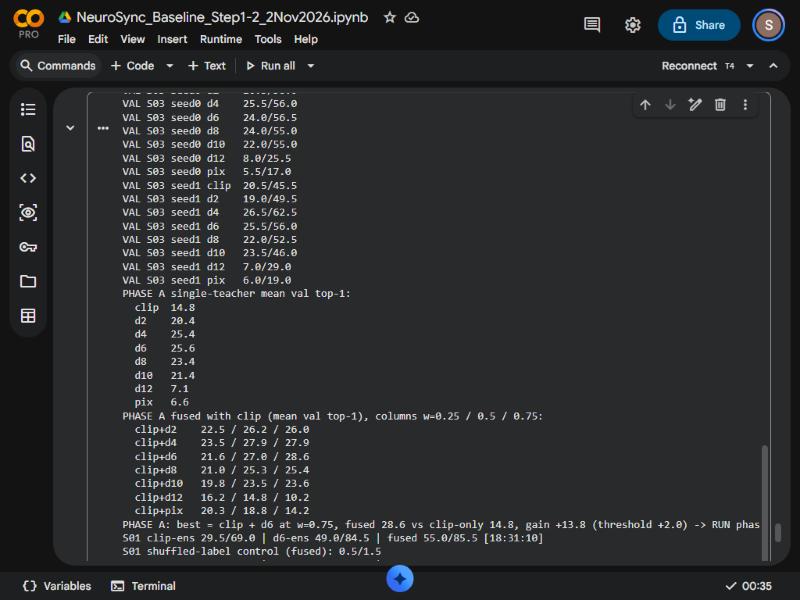 CO
PRO
NeuroSync_Baseline_Step1-2_2Nov2026.ipynb
File Edit View Insert Runtime Tools Help
Share
S
Commands + Code + Text Run all
Reconnect T4
VAL S03 seed0 d4 25.5/56.0
VAL S03 seed0 d6 24.0/56.5
VAL S03 seed0 d8 24.0/55.0
VAL S03 seed0 d10 22.0/55.0
VAL S03 seed0 d12 8.0/25.5
VAL S03 seed0 pix 5.5/17.0
VAL S03 seed1 clip 20.5/45.5
VAL S03 seed1 d2 19.0/49.5
VAL S03 seed1 d4 26.5/62.5
VAL S03 seed1 d6 25.5/56.0
VAL S03 seed1 d8 22.0/52.5
VAL S03 seed1 d10 23.5/46.0
VAL S03 seed1 d12 7.0/29.0
VAL S03 seed1 pix 6.0/19.0
PHASE A single-teacher mean val top-1:
clip 14.8
d2 20.4
d4 25.4
d6 25.6
d8 23.4
d10 21.4
d12 7.1
pix 6.6
PHASE A fused with clip (mean val top-1), columns w=0.25 / 0.5 / 0.75:
clip+d2 22.5 / 26.2 / 26.0
clip+d4 23.5 / 27.9 / 27.9
clip+d6 21.6 / 27.0 / 28.6
clip+d8 21.0 / 25.3 / 25.4
clip+d10 19.8 / 23.5 / 23.6
clip+d12 16.2 / 14.8 / 10.2
clip+pix 20.3 / 18.8 / 14.2
PHASE A: best = clip + d6 at w=0.75, fused 28.6 vs clip-only 14.8, gain +13.8 (threshold +2.0) -> RUN phas
S01 clip-ens 29.5/69.0 | d6-ens 49.0/84.5 | fused 55.0/85.5 [18:31:10]
S01 shuffled-label control (fused): 0.5/1.5
{} Variables Terminal
00:35